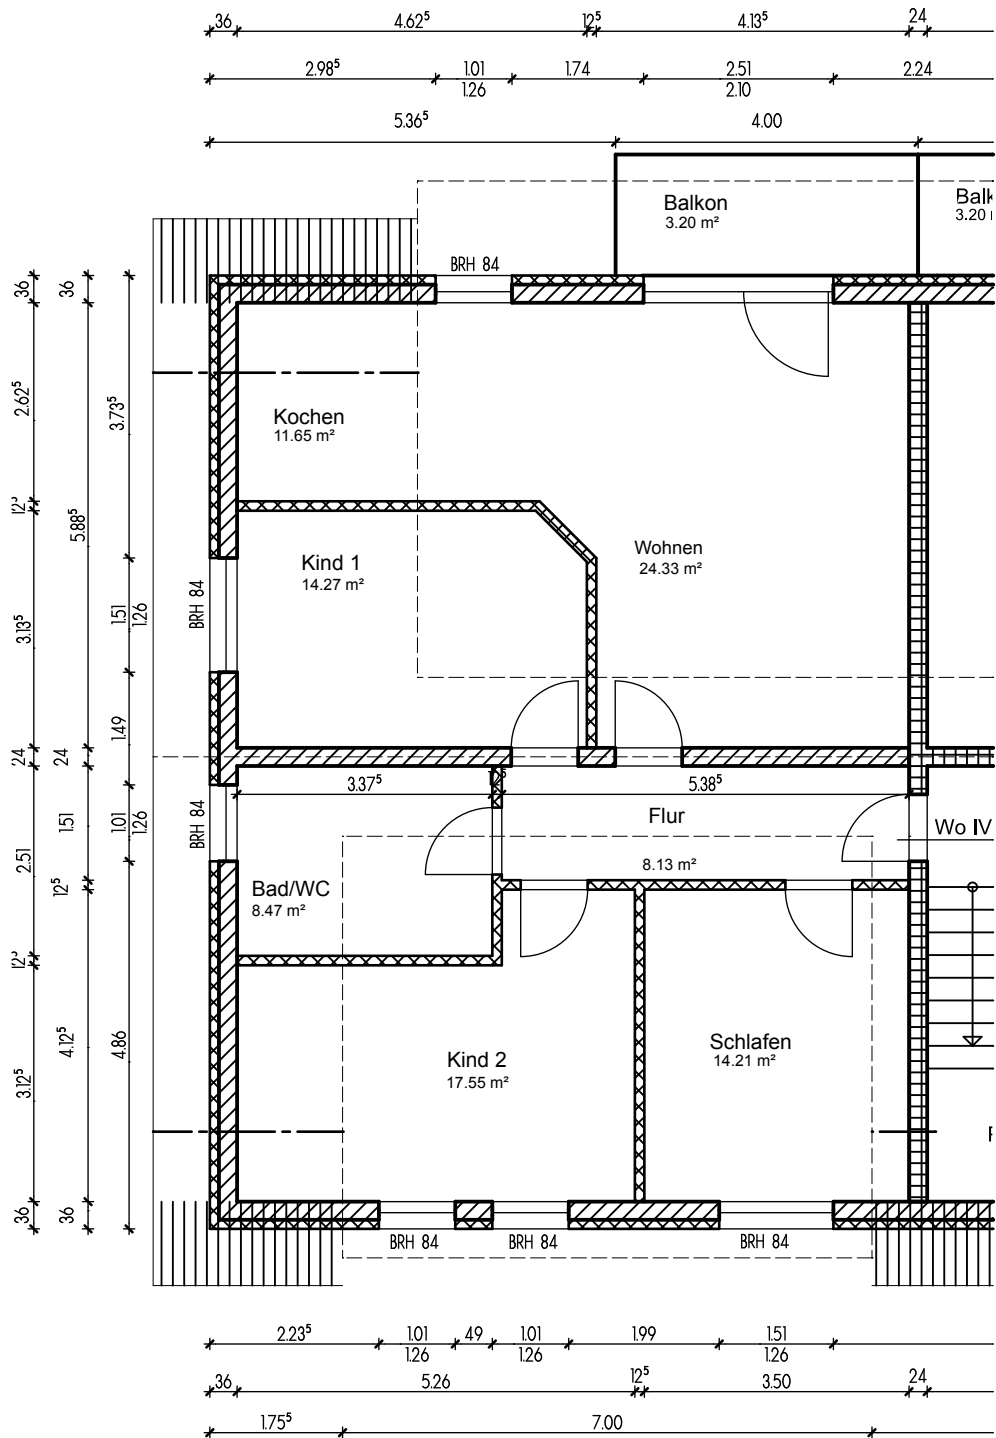 36 4.62⁵ 12⁵ 4.13⁵ 24
2.98⁵ 1.01 1.74 2.51 2.24
1.26 2.10
5.36⁵ 4.00
Balkon
3.20 m²
Balk
3.20
BRH 84
36 36
2.62⁵
3.73⁵
Kochen
11.65 m²
12⁵
5.88⁵
Wohnen
24.33 m²
Kind 1
14.27 m²
3.13⁵
1.51
1.26
BRH 84
1.49
24 24
3.37⁵ 12⁵ 5.38⁵
Flur
8.13 m²
Wo IV
1.51
1.01
1.26
BRH 84
2.51
12⁵
Bad/WC
8.47 m²
12⁵
4.12⁵
4.86
3.12⁵
Kind 2
17.55 m²
Schlafen
14.21 m²
36 36
BRH 84 BRH 84 BRH 84
2.23⁵ 1.01 49 1.01 1.99 1.51
1.26 1.26 1.26
36 5.26 12⁵ 3.50 24
1.75⁵ 7.00